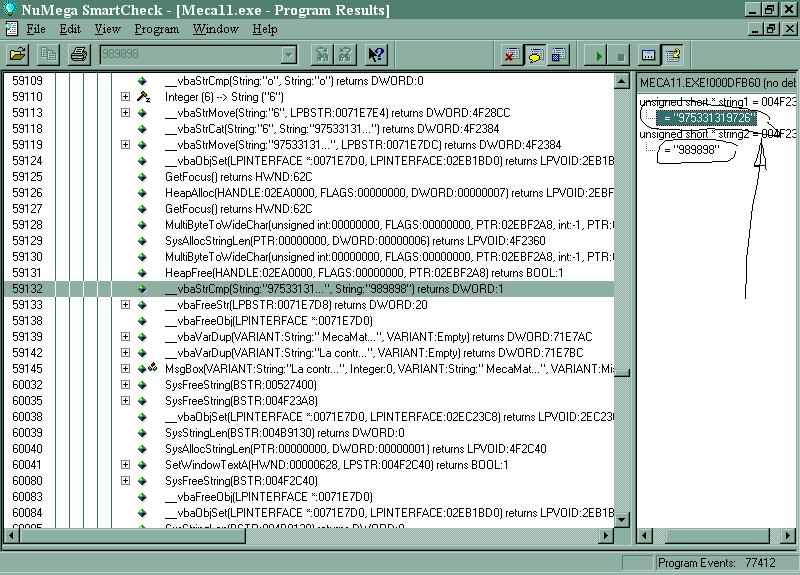 NuMega SmartCheck - [Meca11.exe - Program Results]
File Edit View Program Window Help
989898
59109 __vbaStrCmp(String:"o", String:"o") returns DWORD:0
59110 Integer (6) --> String ("6")
59113 __vbaStrMove(String:"6", LPBSTR:0071E7E4) returns DWORD:4F28CC
59118 __vbaStrCat(String:"6", String:"97533131...") returns DWORD:4F2384
59119 __vbaStrMove(String:"97533131...", LPBSTR:0071E7DC) returns DWORD:4F2384
59124 __vbaObjSet(LPINTERFACE *:0071E7D0, LPINTERFACE:02EB1BD0) returns LPVOID:2EB1B
59125 GetFocus() returns HWND:62C
59126 HeapAlloc(HANDLE:02EA0000, FLAGS:00000000, DWORD:00000007) returns LPVOID:2EBF
59127 GetFocus() returns HWND:62C
59128 MultiByteToWideChar(unsigned int:00000000, FLAGS:00000000, PTR:02EBF2A8, int:-1, PTR:
59129 SysAllocStringLen(PTR:00000000, DWORD:00000006) returns LPVOID:4F2360
59130 MultiByteToWideChar(unsigned int:00000000, FLAGS:00000000, PTR:02EBF2A8, int:-1, PTR:
59131 HeapFree(HANDLE:02EA0000, FLAGS:00000000, PTR:02EBF2A8) returns BOOL:1
59132 __vbaStrCmp(String:"97533131...", String:"989898") returns DWORD:1
59133 __vbaFreeStr(LPBSTR:0071E7D8) returns DWORD:20
59138 __vbaFreeObj(LPINTERFACE *:0071E7D0)
59139 __vbaVarDup(VARIANT:String:" MecaMat...", VARIANT:Empty) returns DWORD:71E7AC
59142 __vbaVarDup(VARIANT:String:"La contr...", VARIANT:Empty) returns DWORD:71E7BC
59145 MsgBox(VARIANT:String:"La contr...", Integer:0, VARIANT:String:" MecaMat...", VARIANT:Mi
60032 SysFreeString(BSTR:00527400)
60035 SysFreeString(BSTR:004F23A8)
60038 __vbaObjSet(LPINTERFACE *:0071E7D0, LPINTERFACE:02EC23C8) returns LPVOID:2EC23
60039 SysStringLen(BSTR:004B9130) returns DWORD:0
60040 SysAllocStringLen(PTR:00000000, DWORD:00000001) returns LPVOID:4F2C40
60041 SetWindowTextA(HWND:00000628, LPSTR:004F2C40) returns BOOL:1
60080 SysFreeString(BSTR:004F2C40)
60083 __vbaFreeObj(LPINTERFACE *:0071E7D0)
60084 __vbaObjSet(LPINTERFACE *:0071E7D0, LPINTERFACE:02EB1BD0) returns LPVOID:2EB1B
MECA11.EXE!000DFB60 (no deb
unsigned short * string1 = 004F23
= "975331319726"
unsigned short * string2 = 004F23
= "989898"
Program Events: 77412